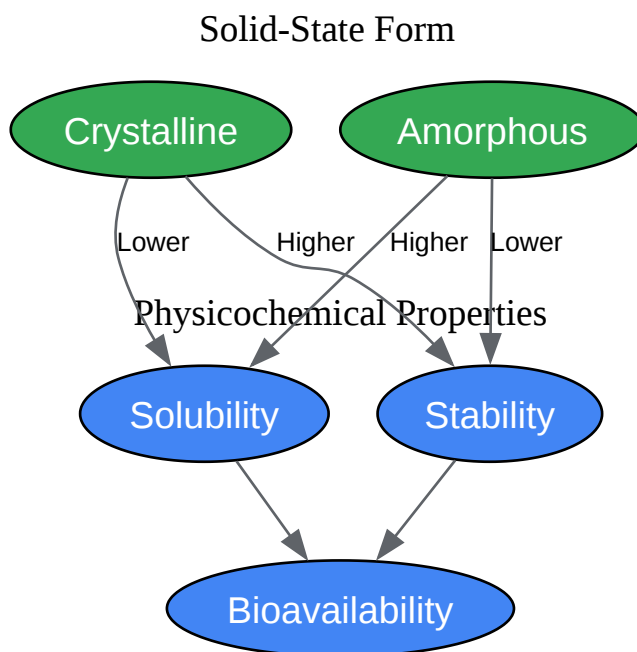 Solid-State Form
Crystalline
Amorphous
Lower
Higher
Higher
Lower
Physicochemical Properties
Solubility
Stability
Bioavailability